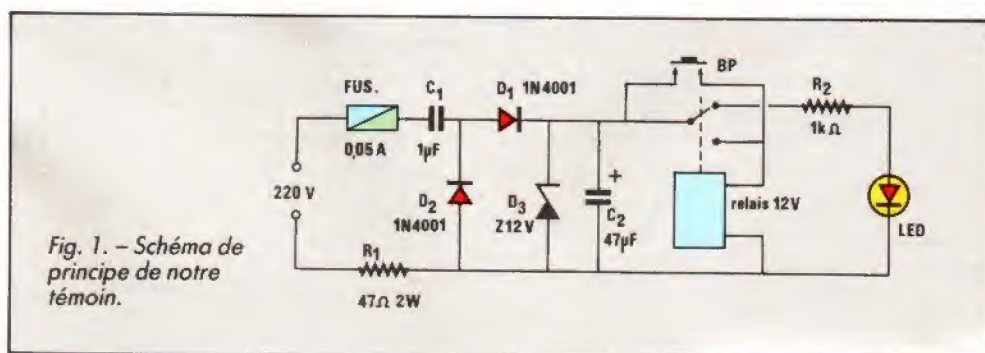 FUS.
0,05 A
C1
1µF
D1 1N4001
BP
R2
1kΩ
220 V
D2
1N4001
D3
Z12V
+
C2
47µF
relais 12V
LED
R1
47Ω 2W
Fig. 1. – Schéma de
principe de notre
témoin.